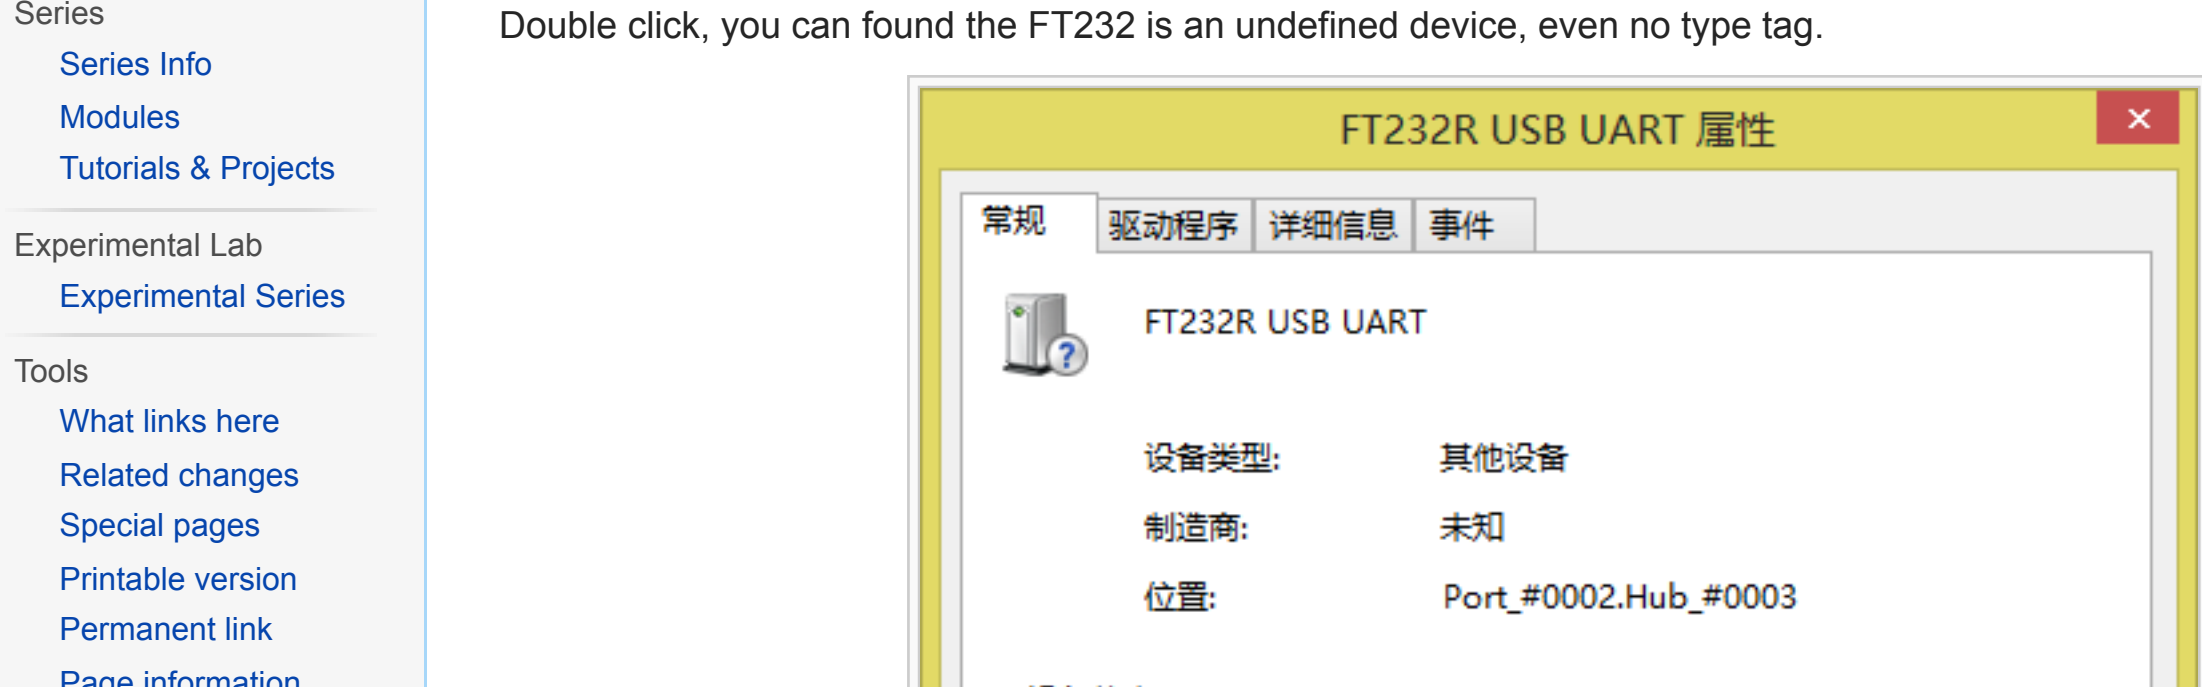 Series
Series Info
Modules
Tutorials & Projects
Experimental Lab
Experimental Series
Tools
What links here
Related changes
Special pages
Printable version
Permanent link
Page information
Double click, you can found the FT232 is an undefined device, even no type tag.
FT232R USB UART 属性
常规 驱动程序 详细信息 事件
FT232R USB UART
设备类型: 其他设备
制造商: 未知
位置: Port_#0002.Hub_#0003